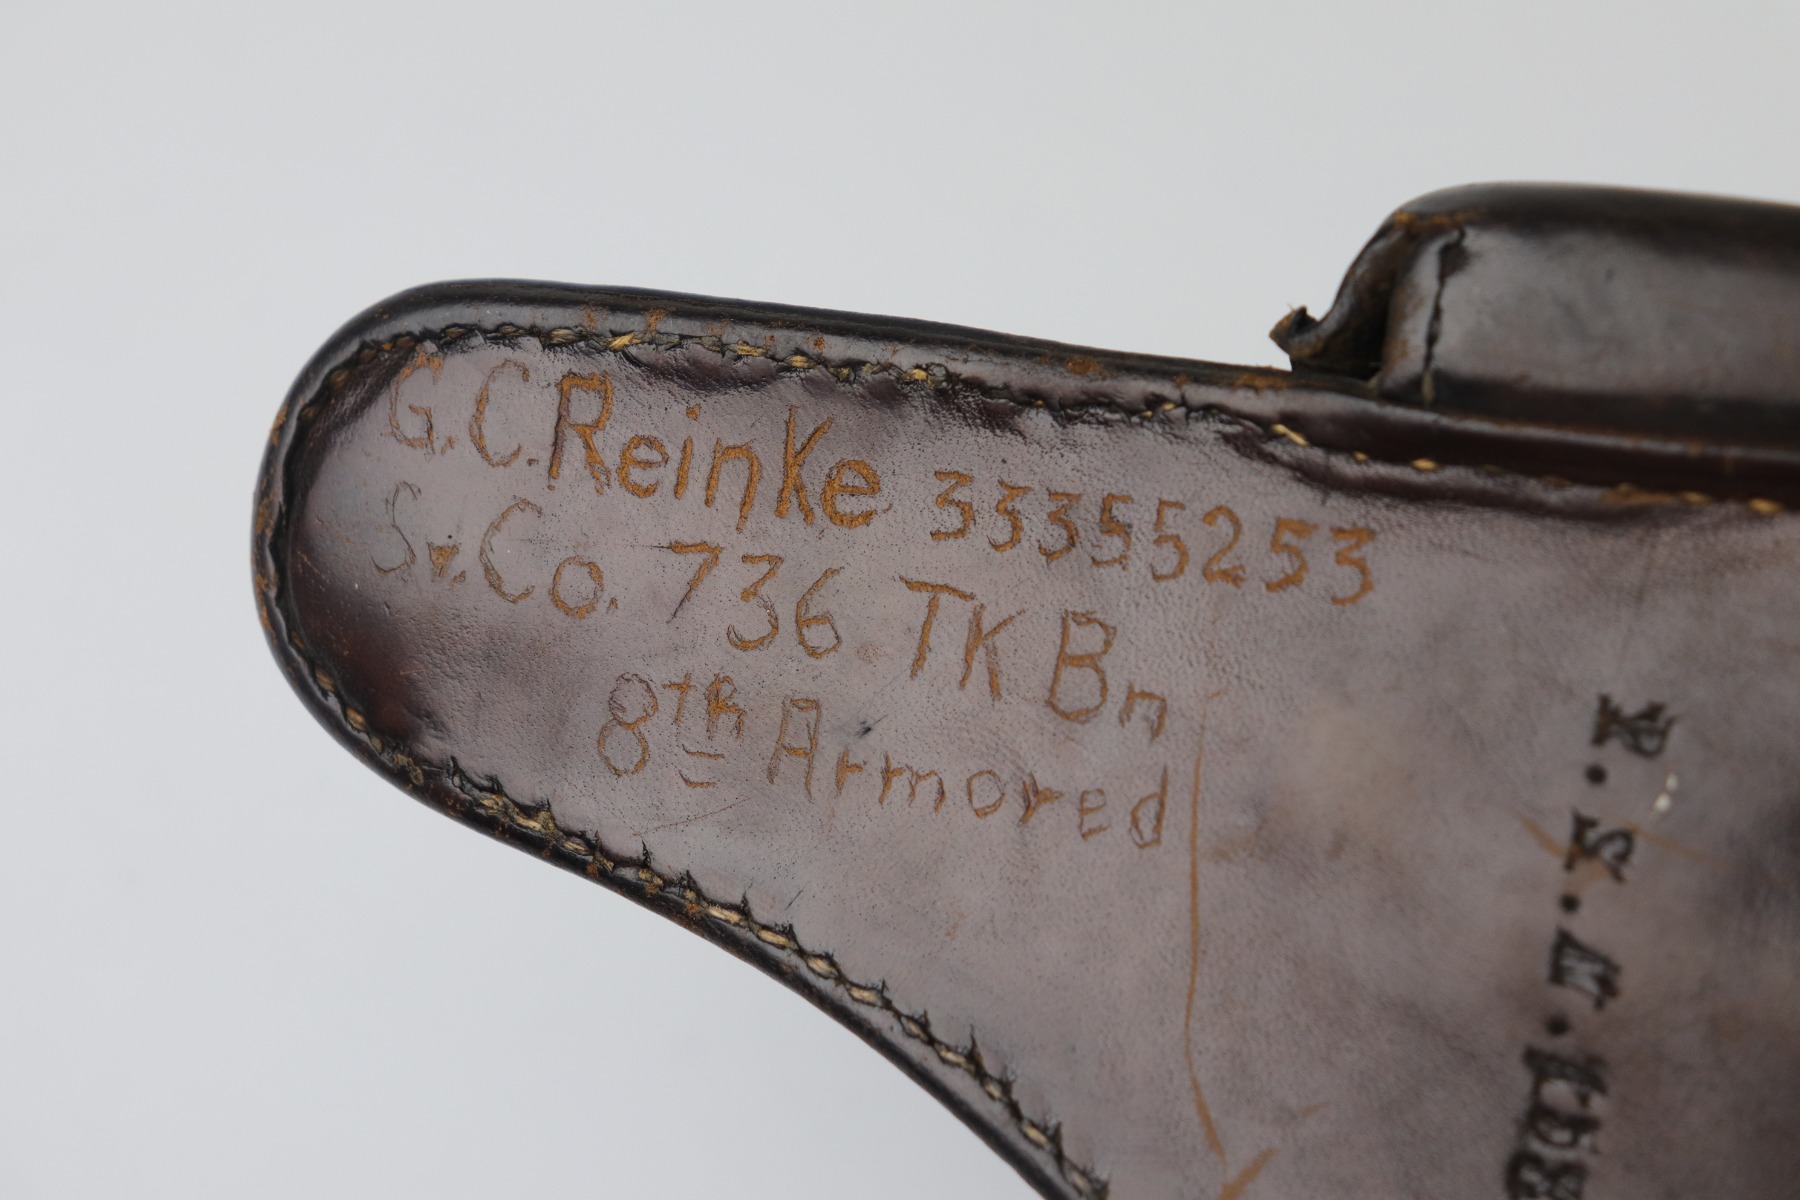 G.C.Reinke 33355253
Sv.Co. 736 TK Bn
8th Armored